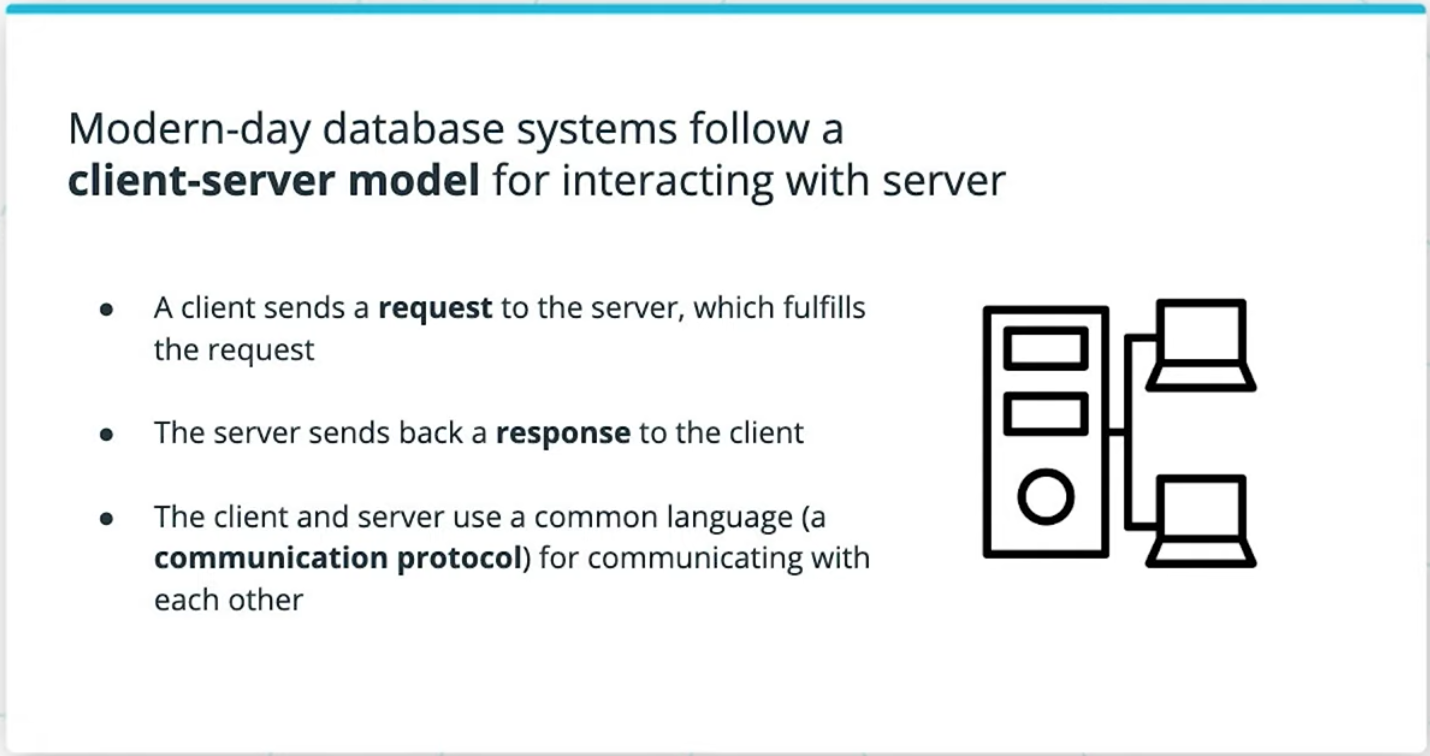 Modern-day database systems follow a
client-server model for interacting with server
● A client sends a request to the server, which fulfills
the request
● The server sends back a response to the client
● The client and server use a common language (a
communication protocol) for communicating with
each other